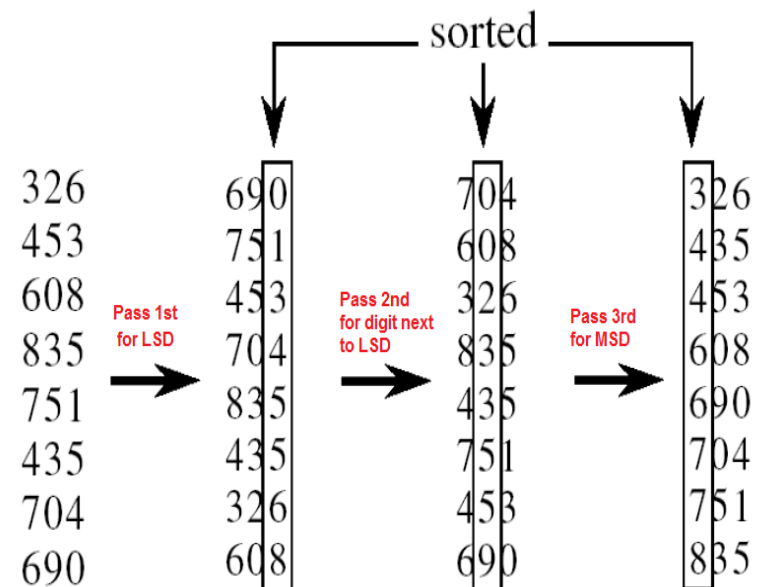 sorted
326 690 704 326
453 751 608 435
608 453 326 453
835 704 835 608
751 835 435 690
435 435 751 704
704 326 453 751
690 608 690 835
Pass 1st
for LSD
Pass 2nd
for digit next
to LSD
Pass 3rd
for MSD